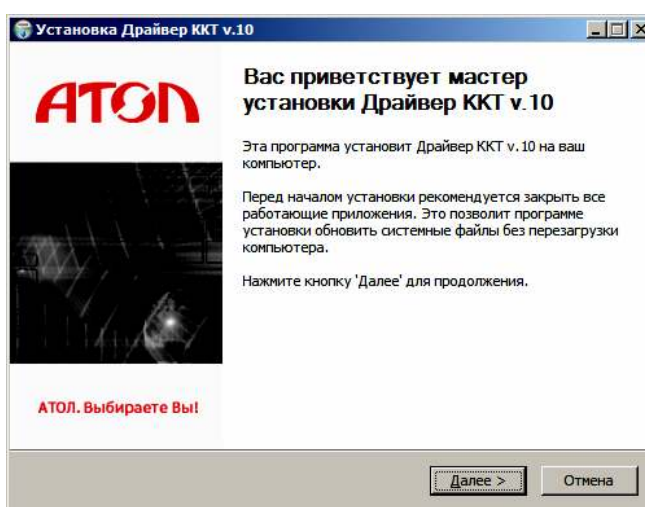 Установка Драйвер ККТ v.10
АТОЛ
Вас приветствует мастер
установки Драйвер ККТ v.10
Эта программа установит Драйвер ККТ v.10 на ваш
компьютер.
Перед началом установки рекомендуется закрыть все
работающие приложения. Это позволит программе
установки обновить системные файлы без перезагрузки
компьютера.
Нажмите кнопку 'Далее' для продолжения.
АТОЛ. Выбираете Вы!
Далее >
Отмена